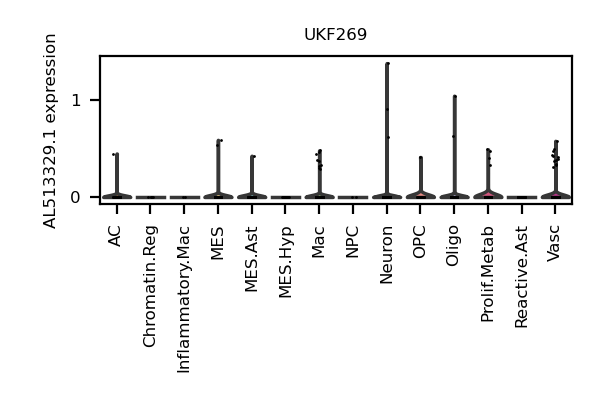 UKF269
AL513329.1 expression
1
0
AC
Chromatin.Reg
Inflammatory.Mac
MES
MES.Ast
MES.Hyp
Mac
NPC
Neuron
OPC
Oligo
Prolif.Metab
Reactive.Ast
Vasc